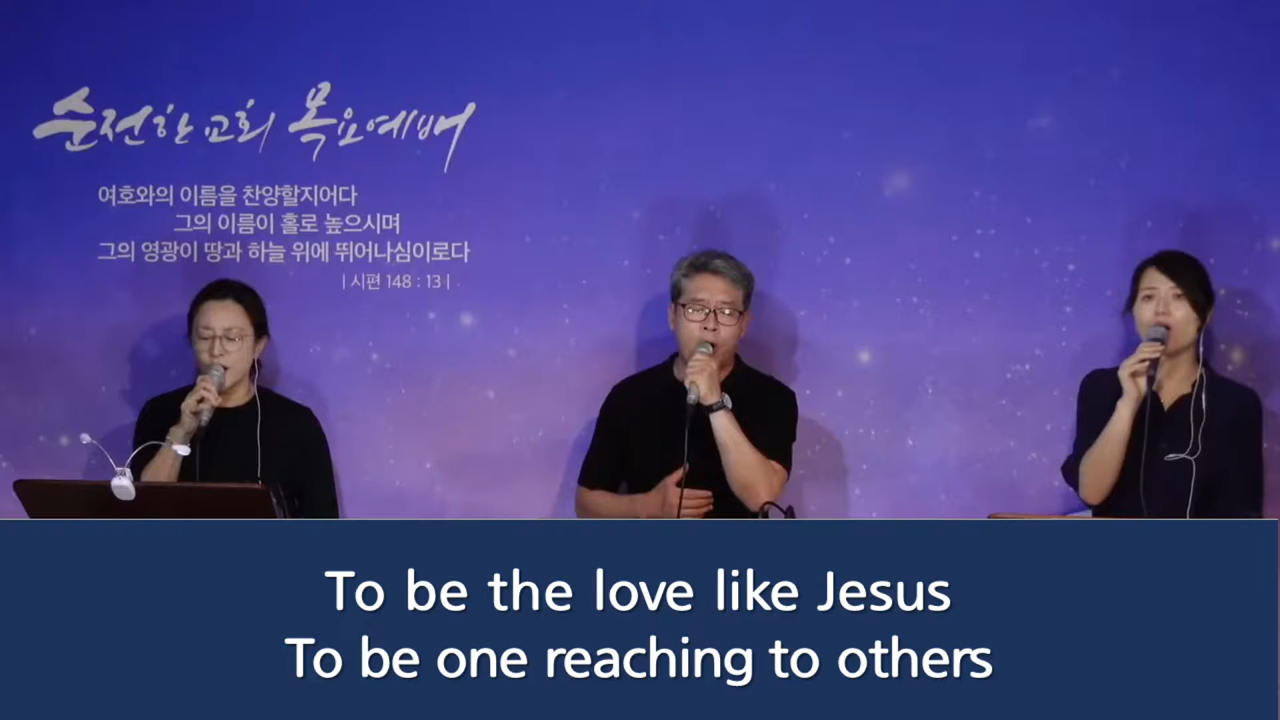 순전한 교회 목요예배
여호와의 이름을 찬양할지어다
그의 이름이 홀로 높으시며
그의 영광이 땅과 하늘 위에 뛰어나심이로다
| 시편 148 : 13 |
To be the love like Jesus
To be one reaching to others